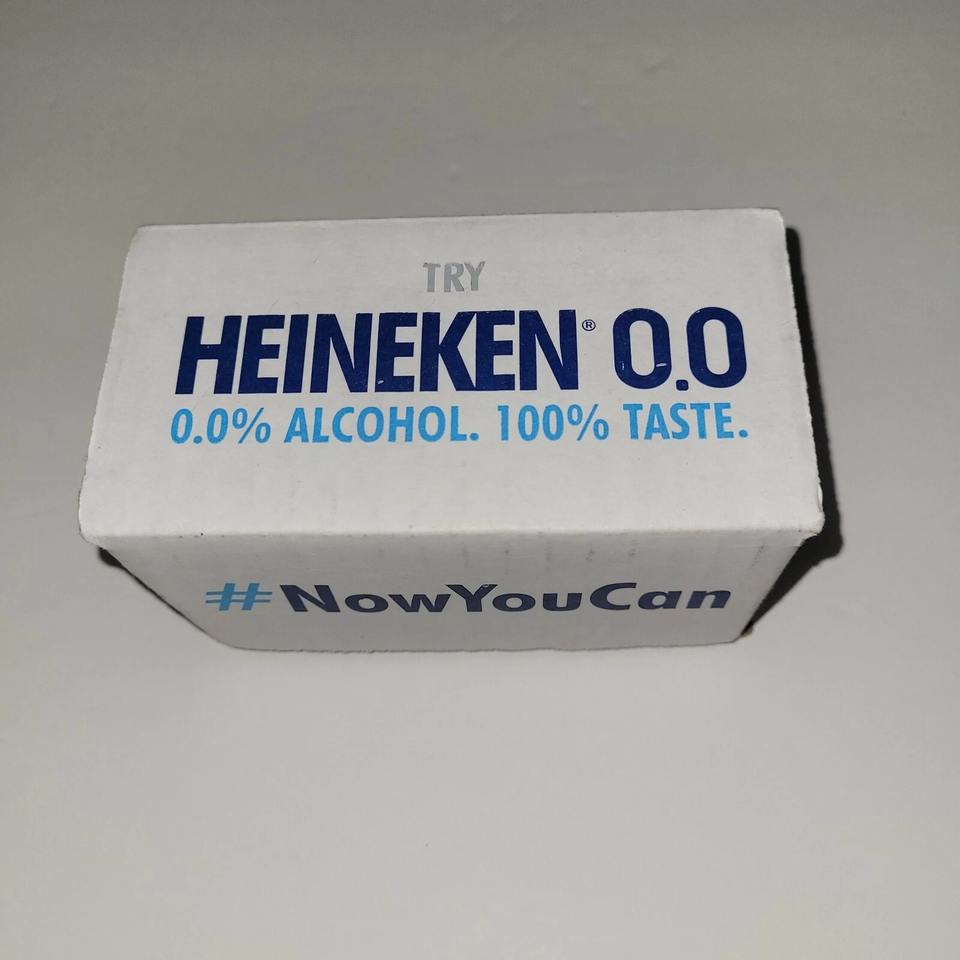 TRY
HEINEKEN® 0.0
0.0% ALCOHOL. 100% TASTE.
#NowYouCan